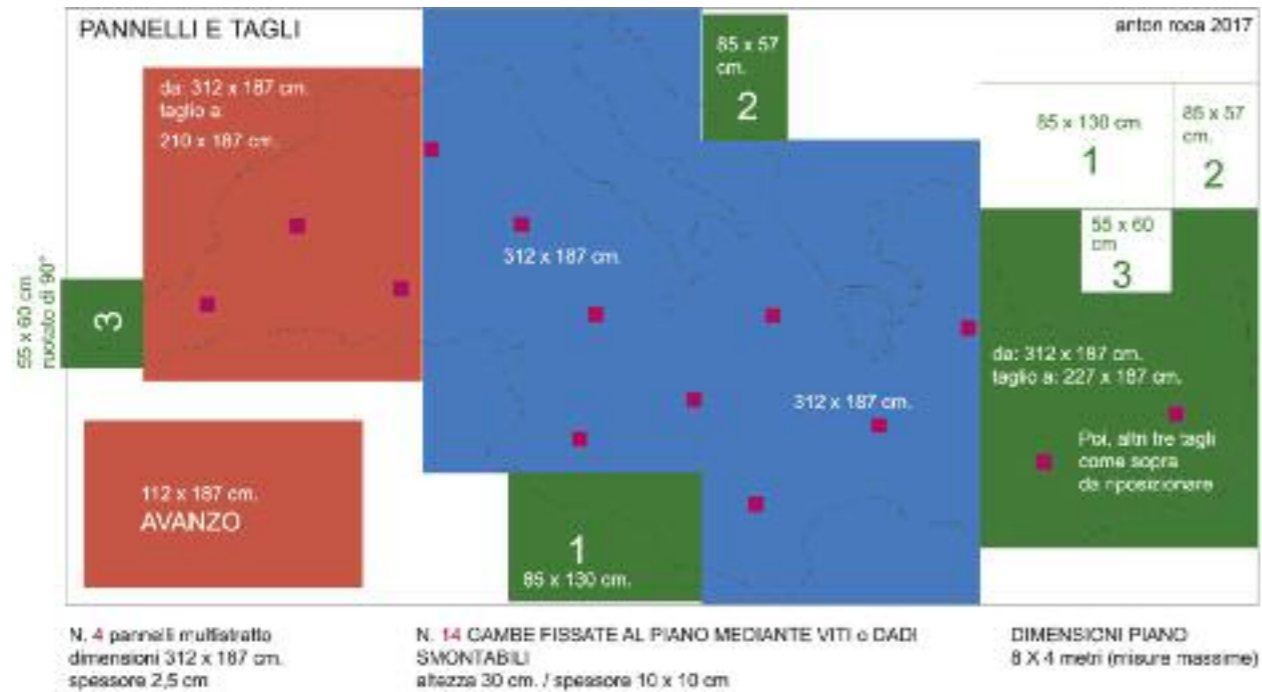 PANNELLI E TAGLI
anton roca 2017
da: 312 x 187 cm.
taglio a
210 x 187 cm.
85 x 57
cm.
2
85 x 130 cm
1
85 x 57
cm.
2
55 x 60
cm
3
312 x 187 cm.
55 x 60 cm.
ruotato di 90°
3
da: 312 x 187 cm.
taglio a: 227 x 187 cm.
312 x 187 cm.
Poi, altri tre tagli
come sopra
da riposizionare
112 x 187 cm.
AVANZO
1
85 x 130 cm.
N. 4 pannelli multistratto
dimensioni 312 x 187 cm.
spessore 2,5 cm
N. 14 GAMBE FISSATE AL PIANO MEDIANTE VITI o DADI
SMONTABILI
altezza 30 cm. / spessore 10 x 10 cm
DIMENSIONI PIANO
8 X 4 metri (misure massime)